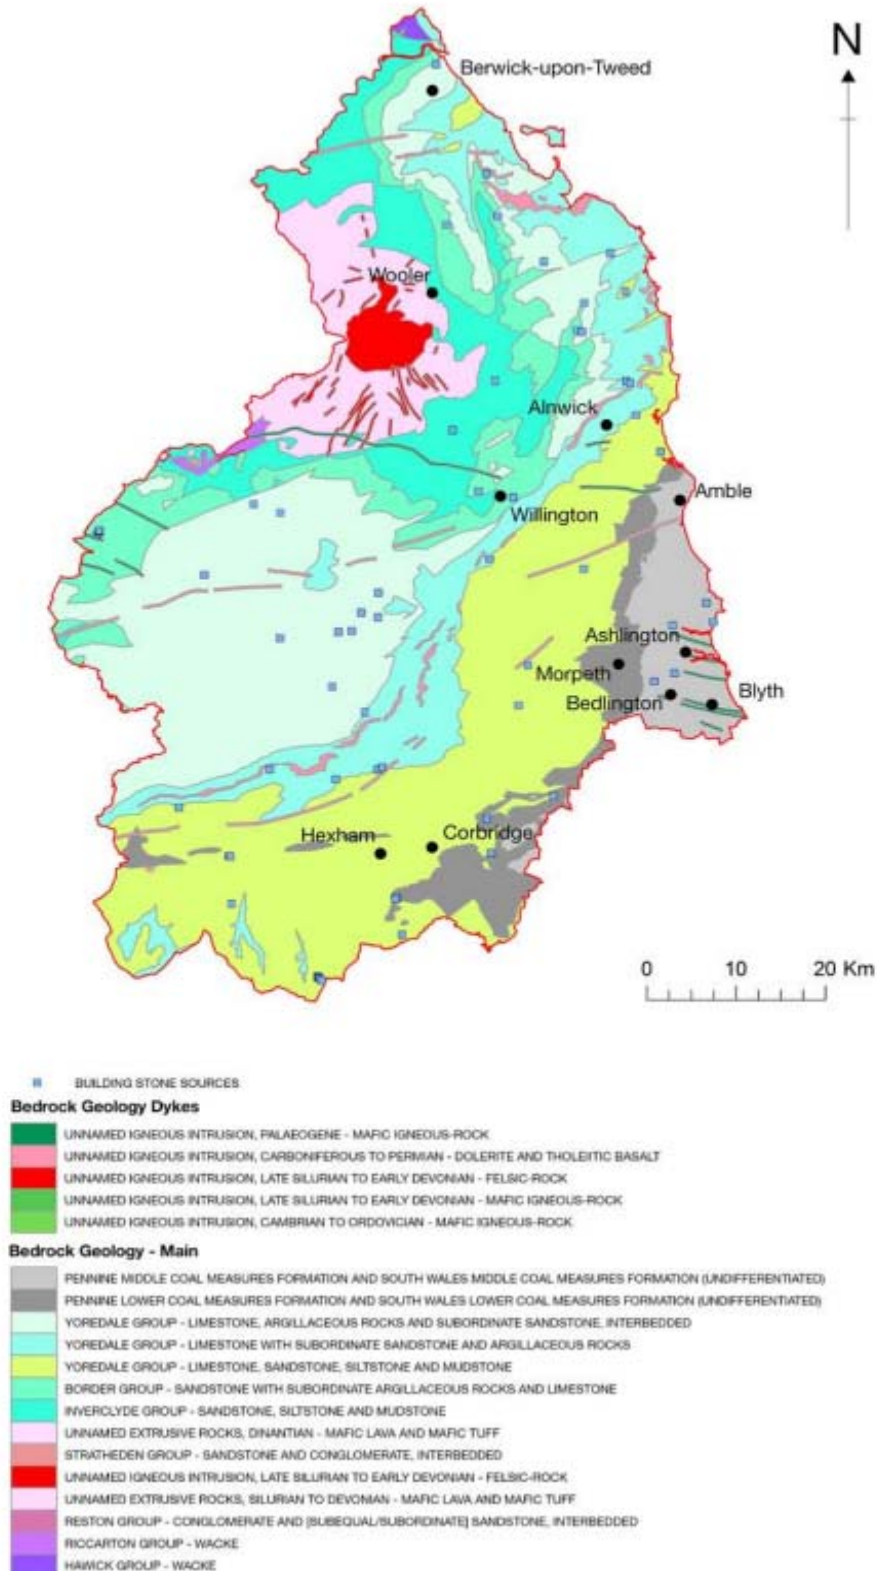 N
Berwick-upon-Tweed
Wooler
Alnwick
Amble
Willington
Ashlington
Morpeth
Bedlington
Blyth
Hexham
Corbridge
0 10 20 Km
BUILDING STONE SOURCES
Bedrock Geology Dykes
UNNAMED IGNEOUS INTRUSION, PALAEOGENE - MAFIC IGNEOUS-ROCK
UNNAMED IGNEOUS INTRUSION, CARBONIFEROUS TO PERMIAN - DOLERITE AND THOLEIITIC BASALT
UNNAMED IGNEOUS INTRUSION, LATE SILURIAN TO EARLY DEVONIAN - FELSIC-ROCK
UNNAMED IGNEOUS INTRUSION, LATE SILURIAN TO EARLY DEVONIAN - MAFIC IGNEOUS-ROCK
UNNAMED IGNEOUS INTRUSION, CAMBRIAN TO ORDOVICIAN - MAFIC IGNEOUS-ROCK
Bedrock Geology - Main
PENNINE MIDDLE COAL MEASURES FORMATION AND SOUTH WALES MIDDLE COAL MEASURES FORMATION (UNDIFFERENTIATED)
PENNINE LOWER COAL MEASURES FORMATION AND SOUTH WALES LOWER COAL MEASURES FORMATION (UNDIFFERENTIATED)
YOREDALE GROUP - LIMESTONE, ARGILLACEOUS ROCKS AND SUBORDINATE SANDSTONE, INTERBEDDED
YOREDALE GROUP - LIMESTONE WITH SUBORDINATE SANDSTONE AND ARGILLACEOUS ROCKS
YOREDALE GROUP - LIMESTONE, SANDSTONE, SILTSTONE AND MUDSTONE
BORDER GROUP - SANDSTONE WITH SUBORDINATE ARGILLACEOUS ROCKS AND LIMESTONE
INVERCLYDE GROUP - SANDSTONE, SILTSTONE AND MUDSTONE
UNNAMED EXTRUSIVE ROCKS, DINANTIAN - MAFIC LAVA AND MAFIC TUFF
STRATHEDEN GROUP - SANDSTONE AND CONGLOMERATE, INTERBEDDED
UNNAMED IGNEOUS INTRUSION, LATE SILURIAN TO EARLY DEVONIAN - FELSIC-ROCK
UNNAMED EXTRUSIVE ROCKS, SILURIAN TO DEVONIAN - MAFIC LAVA AND MAFIC TUFF
RESTON GROUP - CONGLOMERATE AND [SUBEQUAL/SUBORDINATE] SANDSTONE, INTERBEDDED
RICCARTON GROUP - WACKE
HAWICK GROUP - WACKE